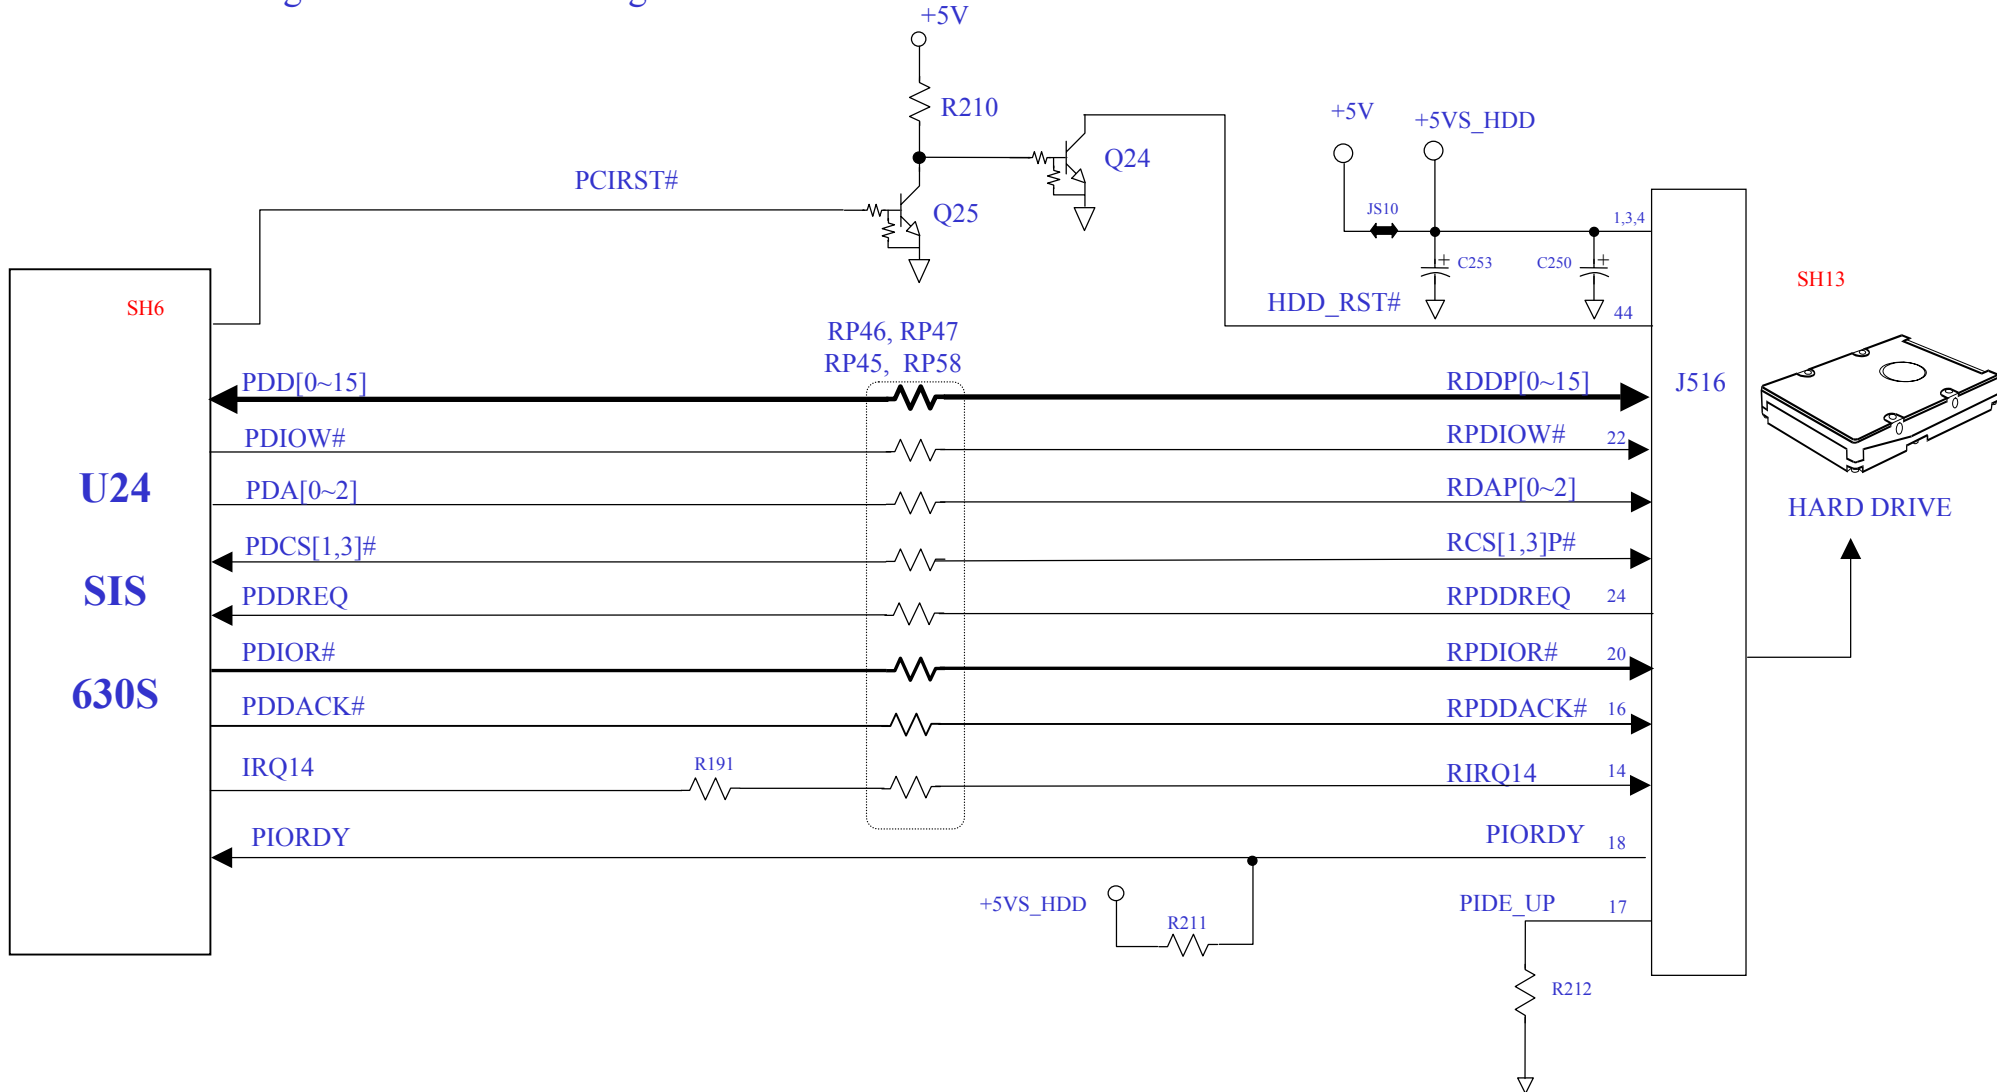 +5V
R210
Q24
PCIRST#
Q25
+5V
+5VS_HDD
JS10
1,3,4
C253
C250
SH6
SH13
HDD_RST#
44
RP46, RP47
RP45, RP58
PDD[0~15]
RDDP[0~15]
J516
PDIOW#
RPDIOW#
22
U24
SIS
630S
PDA[0~2]
RDAP[0~2]
HARD DRIVE
PDCS[1,3]#
RCS[1,3]P#
PDDREQ
RPDDREQ
24
PDIOR#
RPDIOR#
20
PDDACK#
RPDDACK#
16
IRQ14
R191
RIRQ14
14
PIORDY
PIORDY
18
+5VS_HDD
R211
PIDE_UP
17
R212